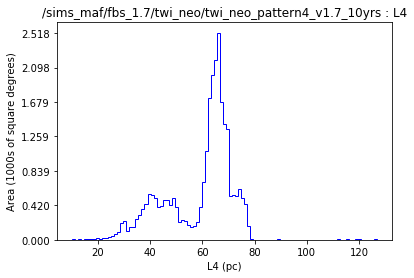 /sims_maf/fbs_1.7/twi_neo/twi_neo_pattern4_v1.7_10yrs : L4
2.518
2.098
1.679
1.259
0.839
0.420
0.000
Area (1000s of square degrees)
20 40 60 80 100 120
L4 (pc)